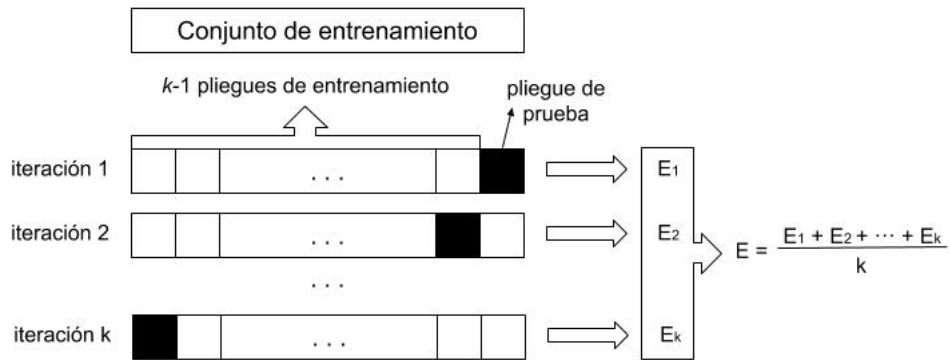 Conjunto de entrenamiento
k-1 pliegues de entrenamiento
pliegue de
prueba
iteración 1
. . .
E1
iteración 2
. . .
E2
. . .
E = E1 + E2 + ··· + Ek
k
iteración k
. . .
Ek